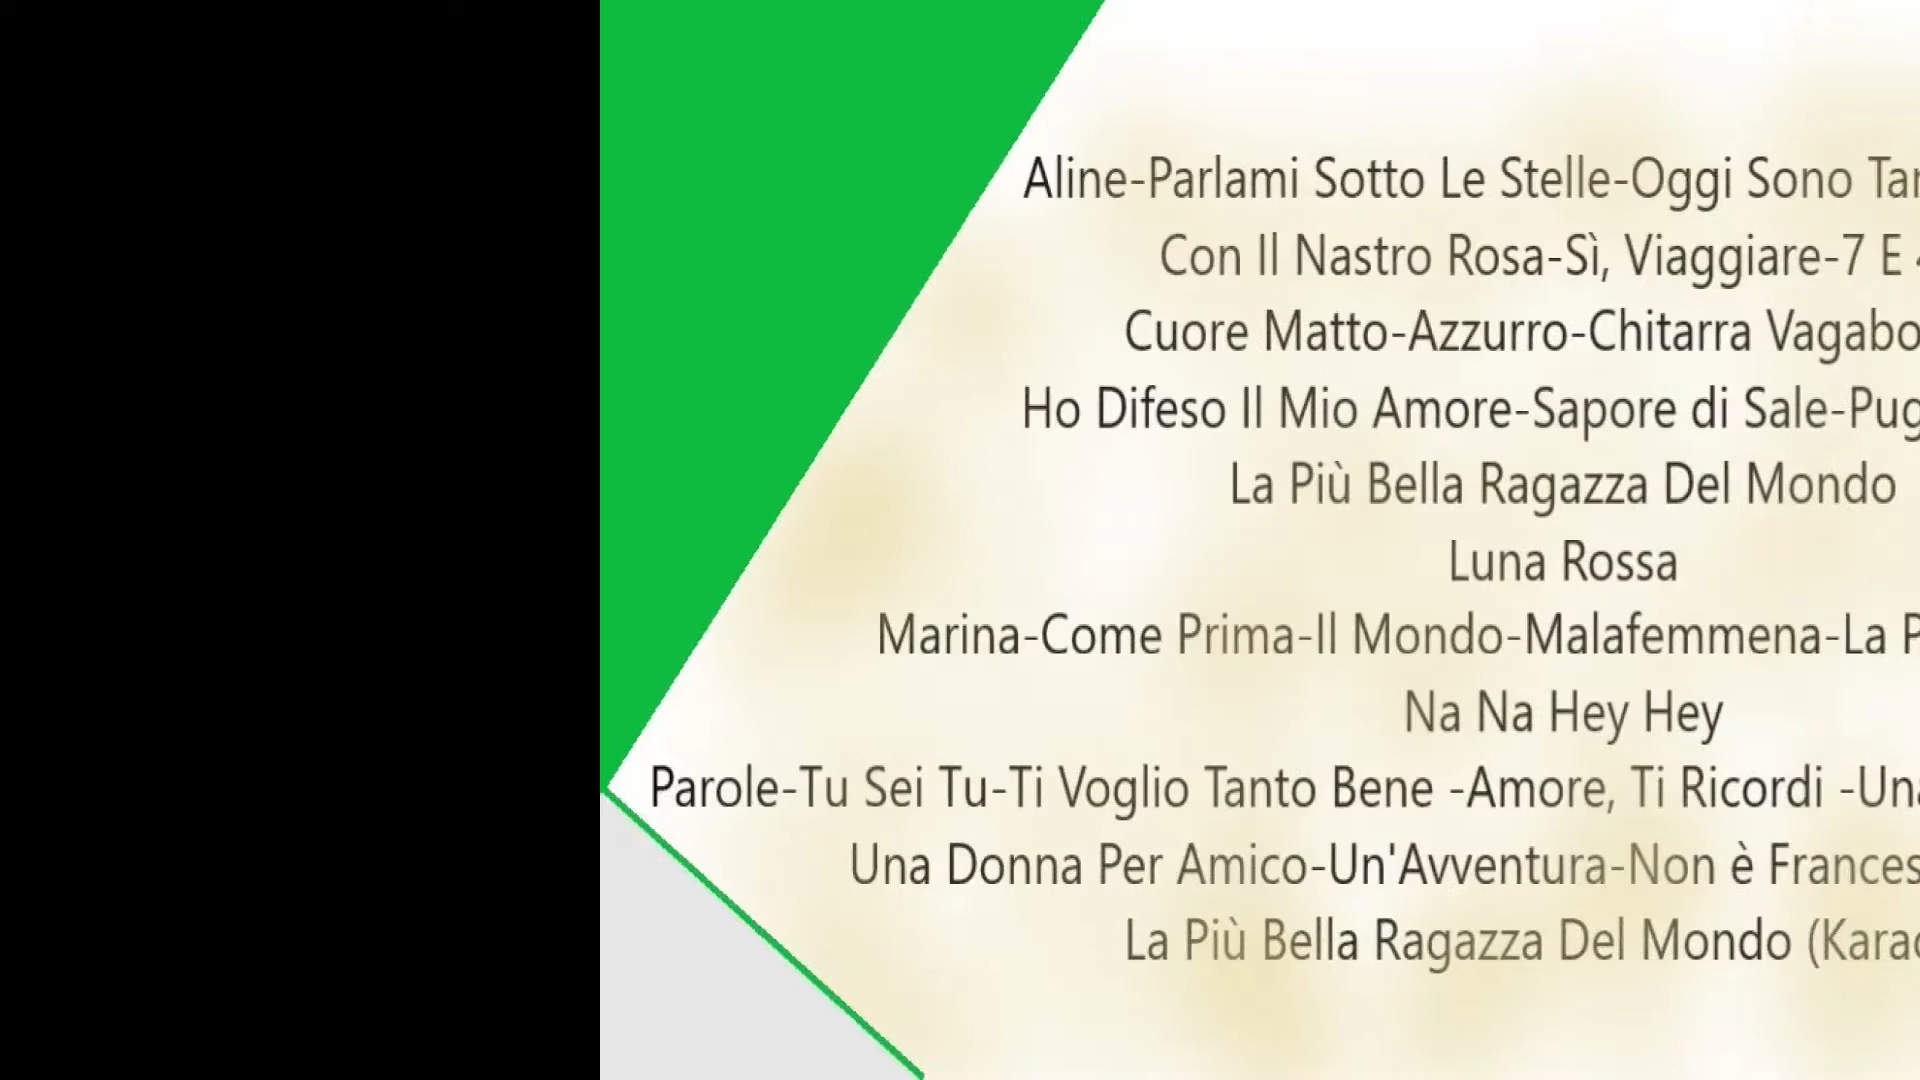 Aline-Parlami Sotto Le Stelle-Oggi Sono
Con Il Nastro Rosa-Sì, Viaggiare-7 E
Cuore Matto-Azzurro-Chitarra
Ho Difeso Il Mio Amore-Sapore di Sale-
La Più Bella Ragazza Del Mondo
Luna Rossa
Marina-Come Prima-Il Mondo-Malafemmena-La
Na Na Hey Hey
Parole-Tu Sei Tu-Ti Voglio Tanto Bene -Amore, Ti Ricordi -
Una Donna Per Amico-Un'Avventura-Non è
La Più Bella Ragazza Del Mondo